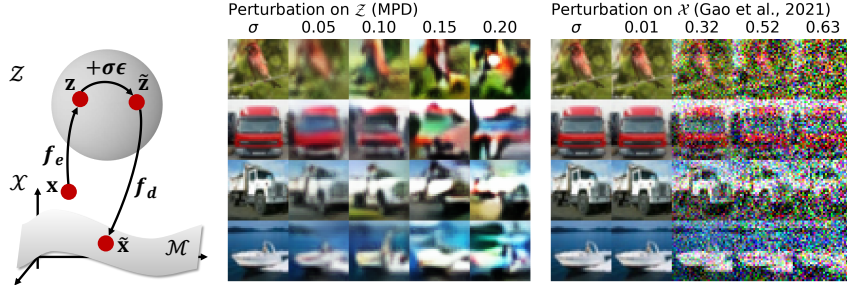 𝒵
z
+σϵ
z̃
f_e
f_d
𝒳
x
x̃
ℳ
Perturbation on 𝒵 (MPD)
σ 0.05 0.10 0.15 0.20
Perturbation on 𝒳 (Gao et al., 2021)
σ 0.01 0.32 0.52 0.63